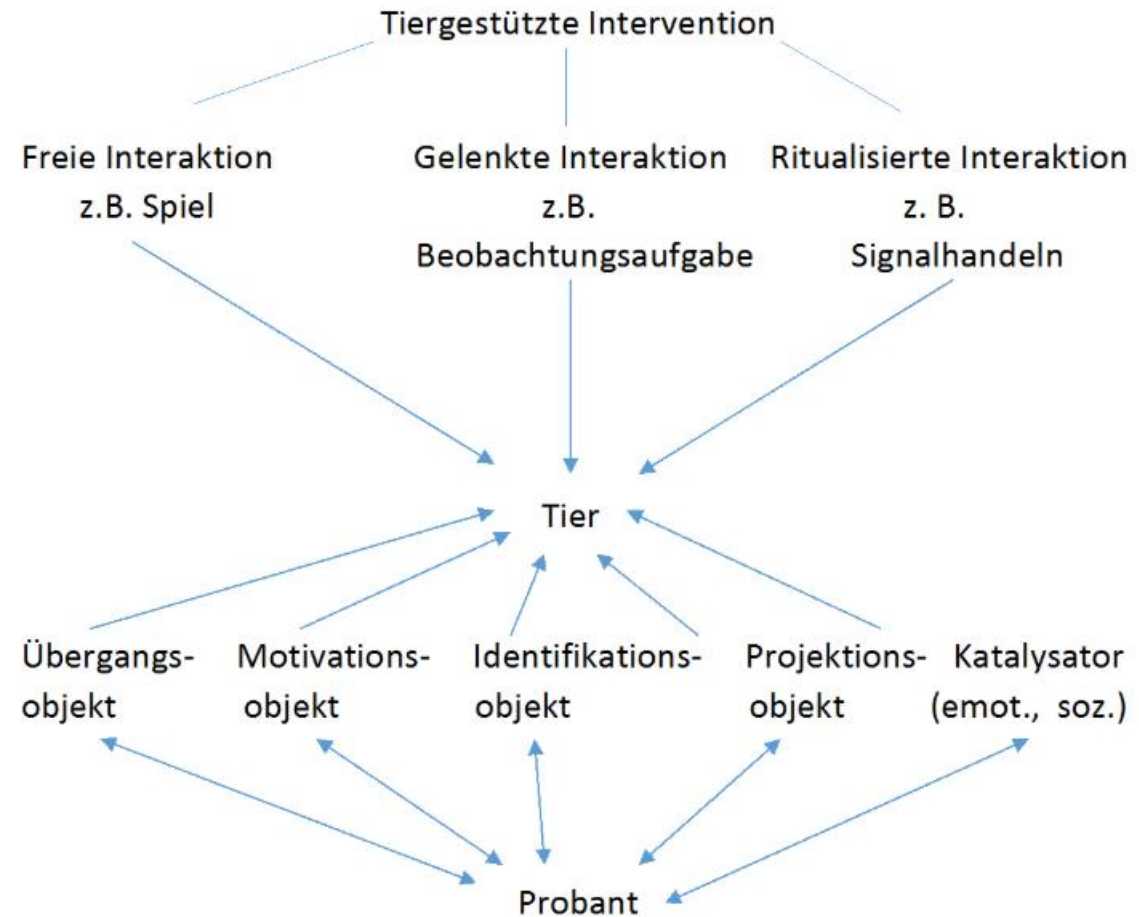 Tiergestützte Intervention
Freie Interaktion
z.B. Spiel
Gelenkte Interaktion
z.B.
Beobachtungsaufgabe
Ritualisierte Interaktion
z. B.
Signalhandeln
Tier
Übergangs-
objekt
Motivations-
objekt
Identifikations-
objekt
Projektions-
objekt
Katalysator
(emot., soz.)
Probant